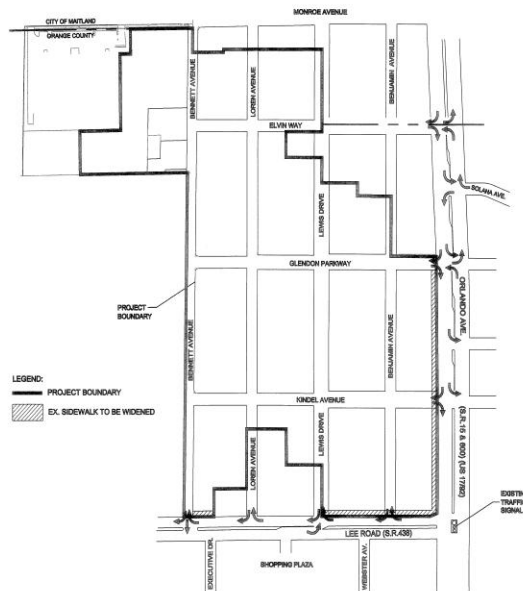 CITY OF MAITLAND
ORANGE COUNTY
MONROE AVENUE
BENNETT AVENUE
LOREN AVENUE
BENJAMIN AVENUE
ELVIN WAY
SOLANA AVE.
LEWIS DRIVE
GLENDON PARKWAY
ORLANDO AVE.
PROJECT
BOUNDARY
BENNETT AVENUE
BENJAMIN AVENUE
LEGEND:
PROJECT BOUNDARY
EX. SIDEWALK TO BE WIDENED
KINDEL AVENUE
LOREN AVENUE
LEWIS DRIVE
(S.R.15 & 600) (US 17/92)
EXISTIN
TRAFFI
SIGNAL
LEE ROAD (S.R.438)
EXECUTIVE DR.
SHOPPING PLAZA
WEBSTER AV.